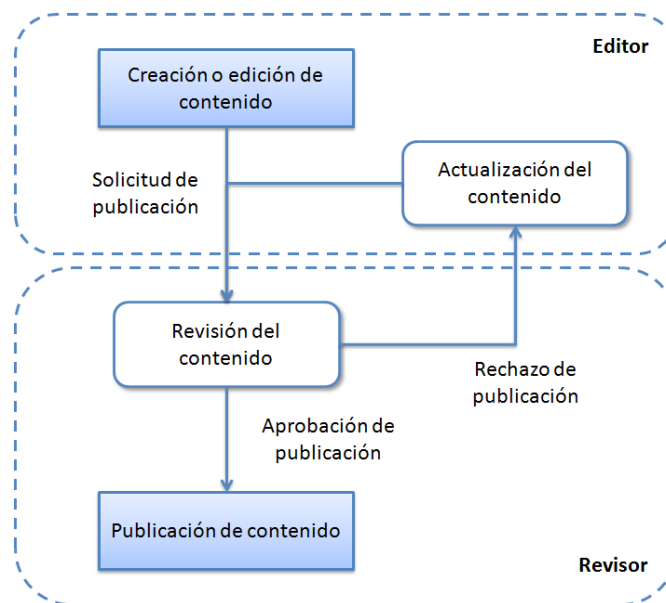 Editor
Creación o edición de
contenido
Actualización del
contenido
Solicitud de
publicación
Revisión del
contenido
Rechazo de
publicación
Aprobación de
publicación
Publicación de contenido
Revisor